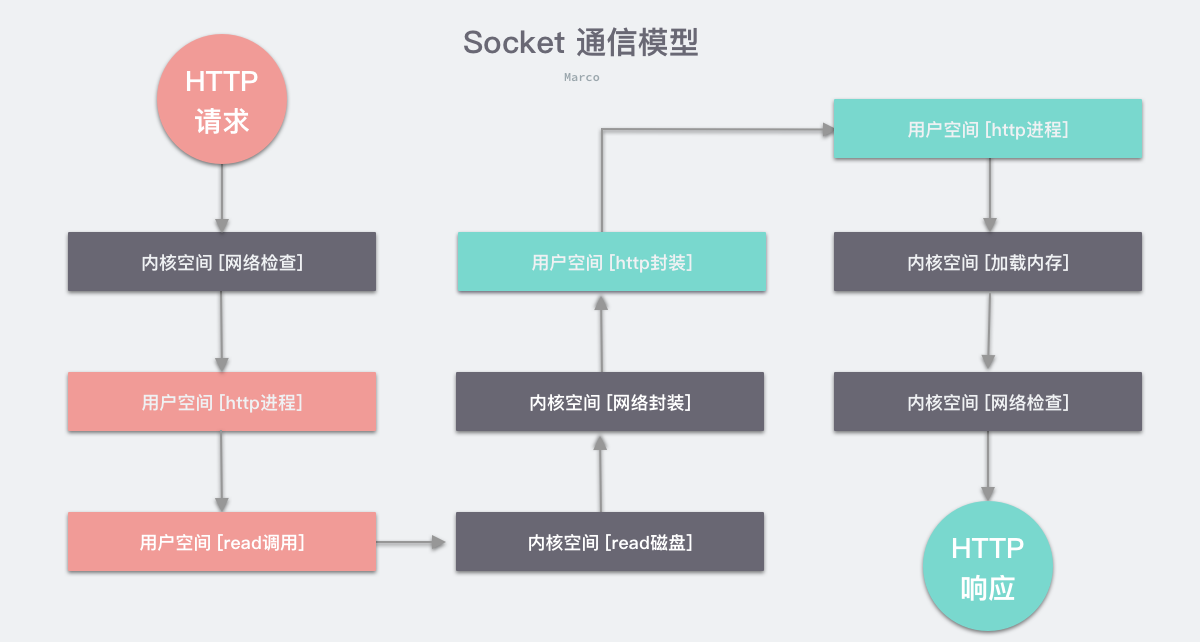 Socket 通信模型
Marco
HTTP
请求
内核空间 [网络检查]
用户空间 [http进程]
用户空间 [read调用]
内核空间 [read磁盘]
内核空间 [网络封装]
用户空间 [http封装]
用户空间 [http进程]
内核空间 [加载内存]
内核空间 [网络检查]
HTTP
响应